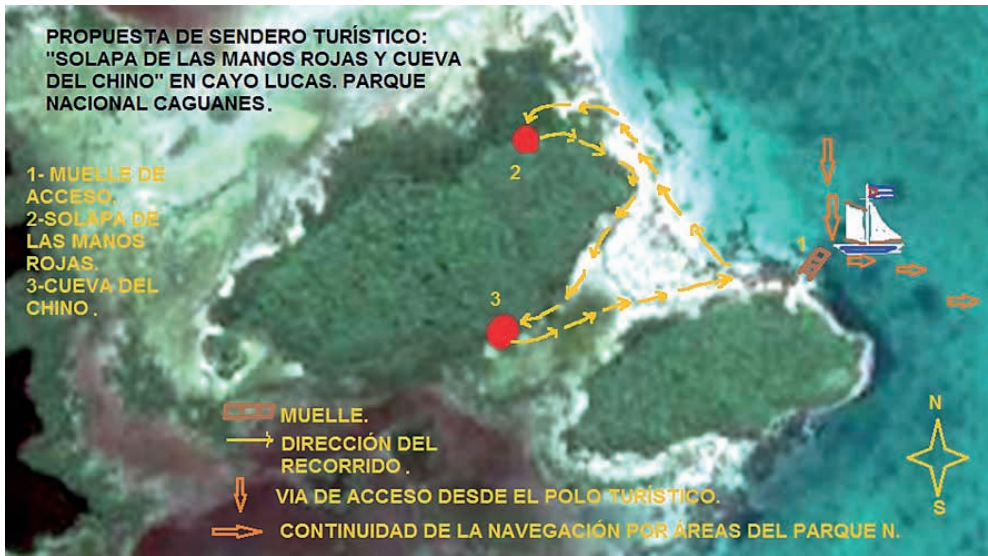 PROPUESTA DE SENDERO TURÍSTICO:
"SOLAPA DE LAS MANOS ROJAS Y CUEVA
DEL CHINO" EN CAYO LUCAS. PARQUE
NACIONAL CAGUANES.
1- MUELLE DE
ACCESO.
2-SOLAPA DE
LAS MANOS
ROJAS.
3-CUEVA DEL
CHINO .
2
1
3
MUELLE.
DIRECCIÓN DEL
RECORRIDO .
VIA DE ACCESO DESDE EL POLO TURÍSTICO.
CONTINUIDAD DE LA NAVEGACIÓN POR ÁREAS DEL PARQUE N.
N
S